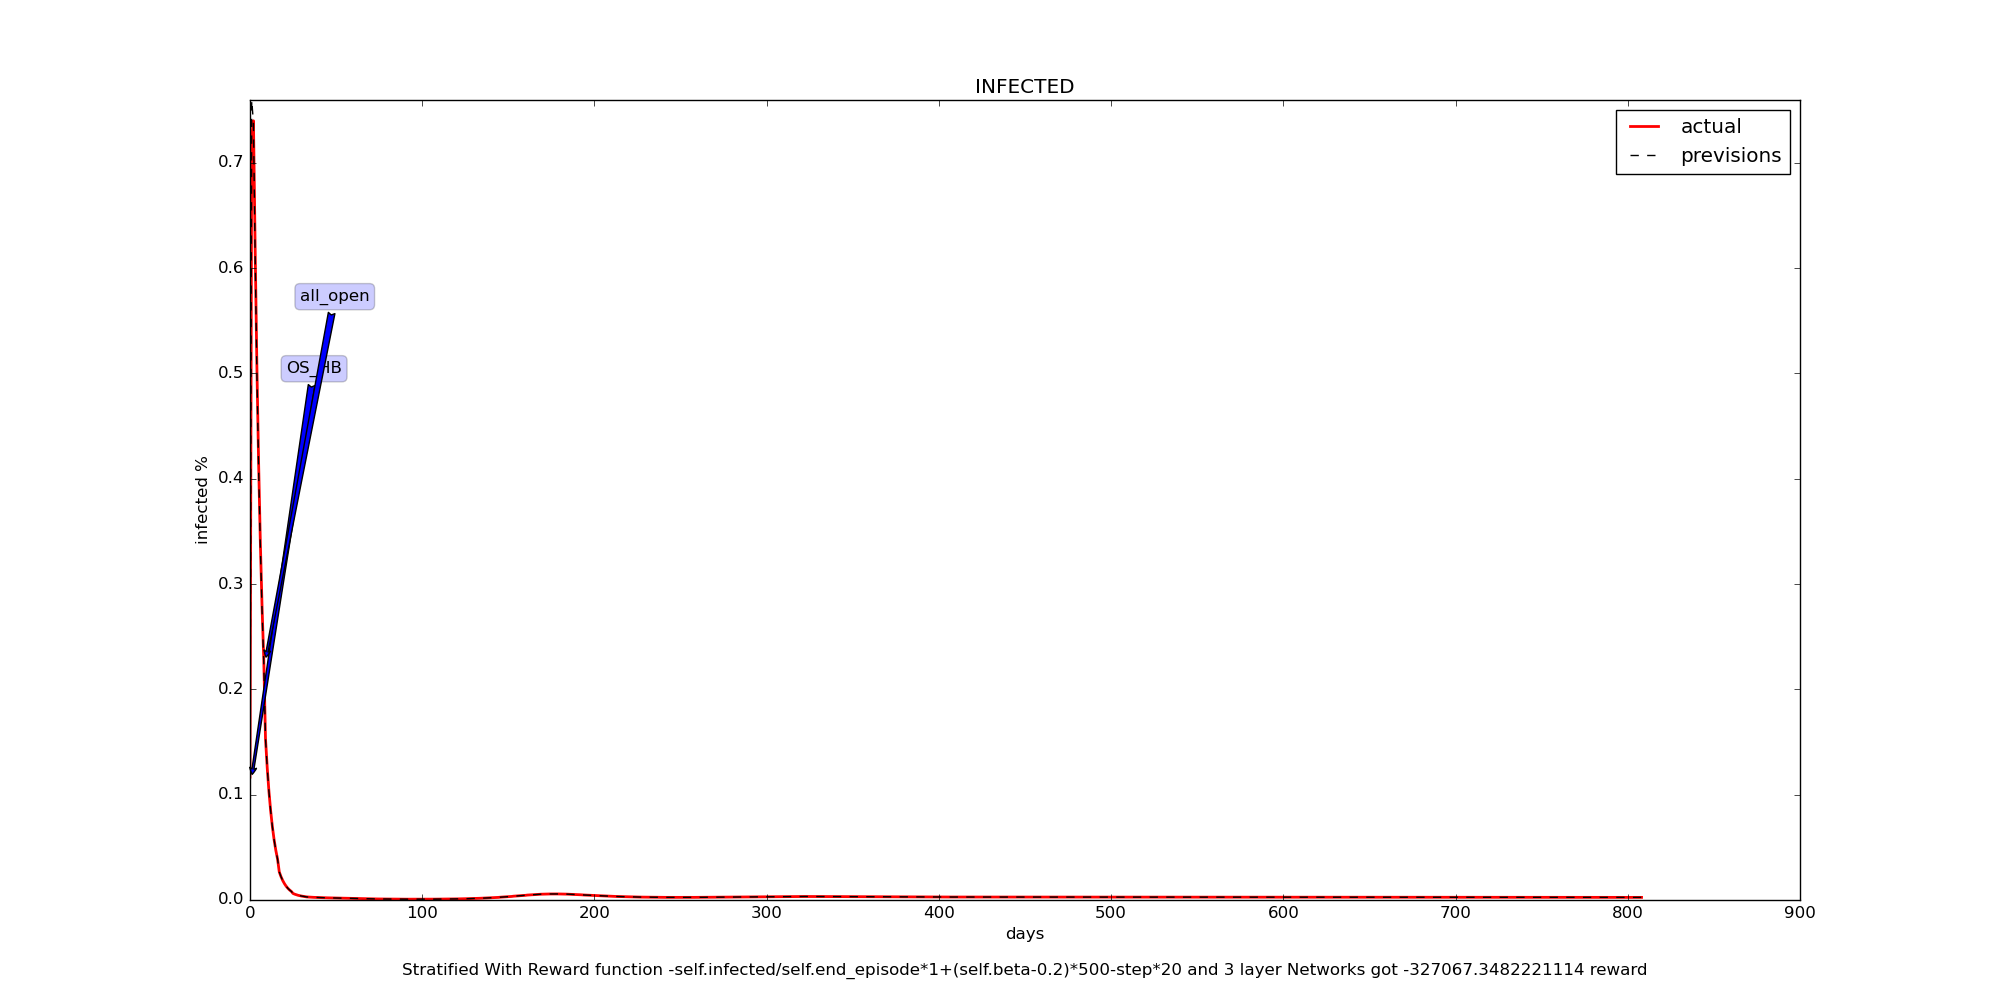 INFECTED
actual
previsions
0.7
0.6
0.5
0.4
0.3
0.2
0.1
0.0
infected %
all_open
OS_HB
0 100 200 300 400 500 600 700 800 900
days
Stratified With Reward function -self.infected/self.end_episode*1+(self.beta-0.2)*500-step*20 and 3 layer Networks got -327067.3482221114 reward